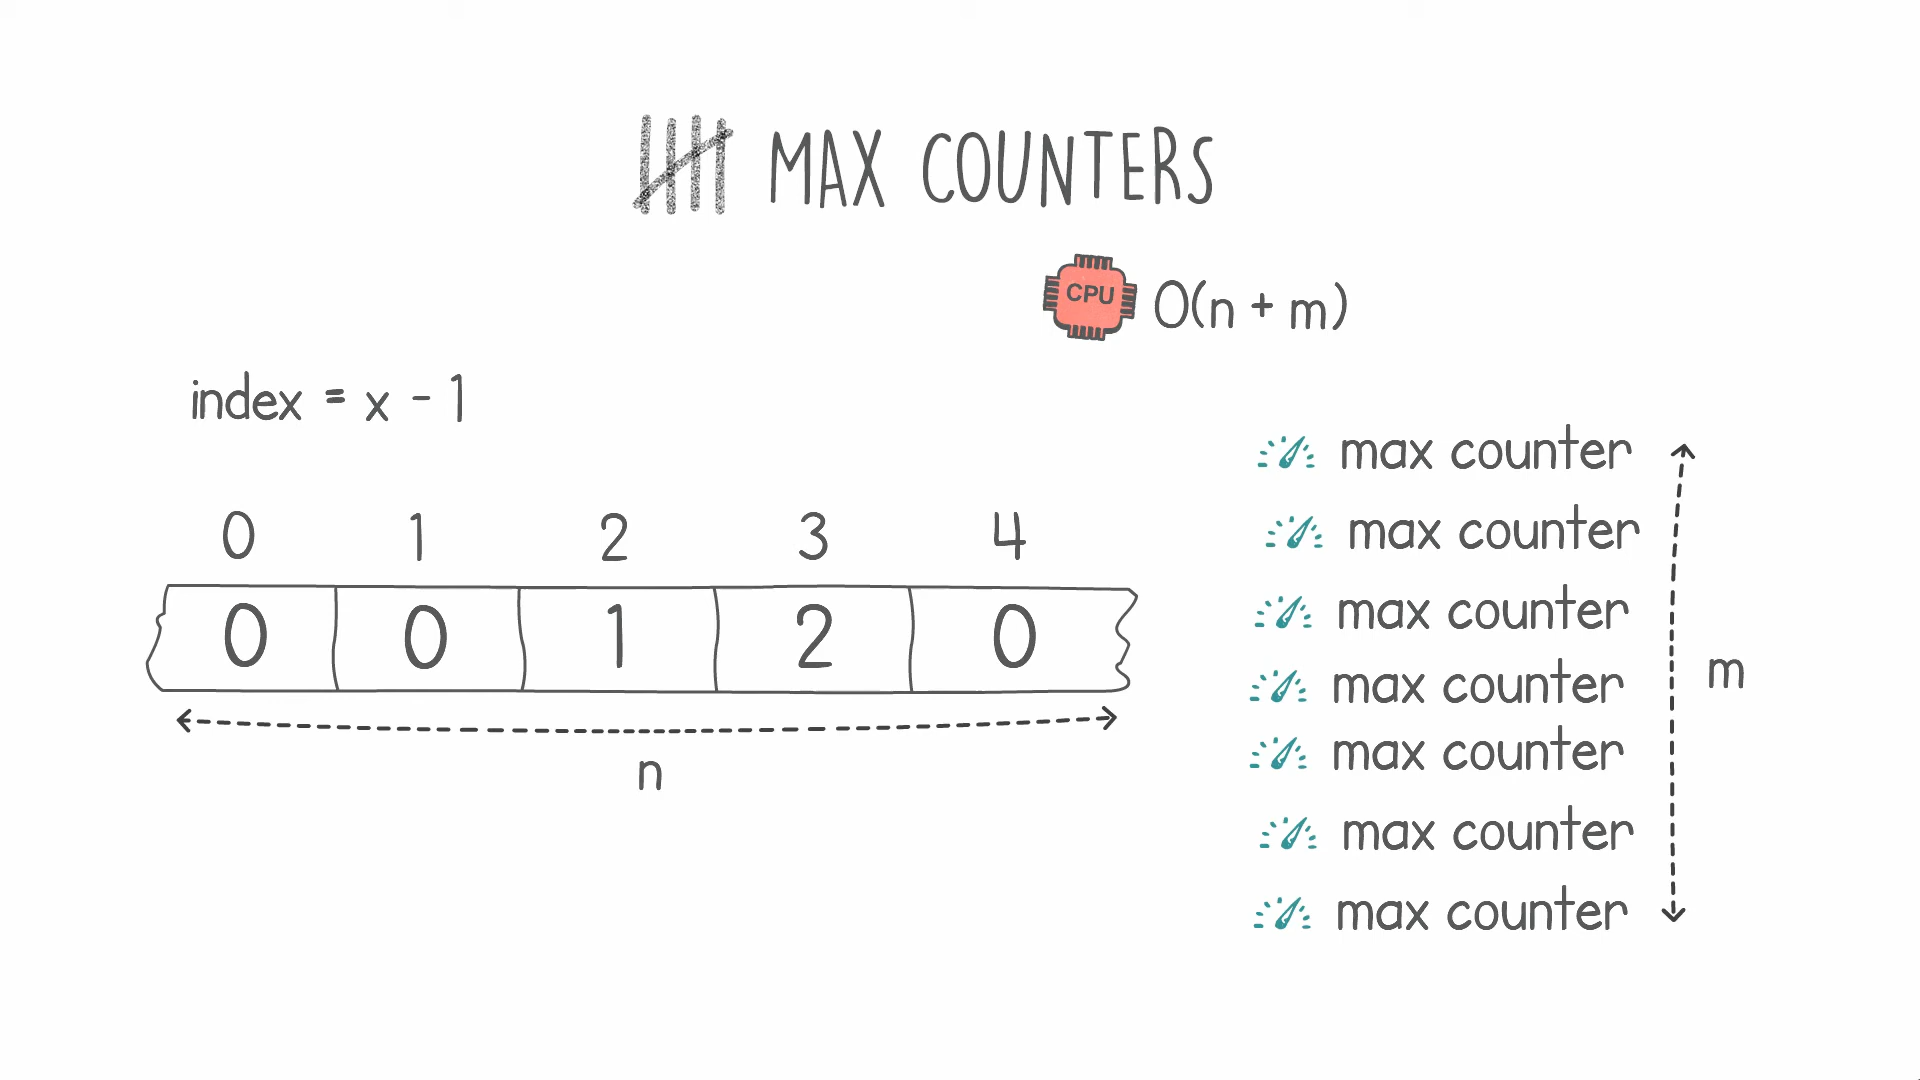 MAX COUNTERS
CPU O(n + m)
index = x - 1
0 1 2 3 4
0 0 1 2 0
n
max counter
max counter
max counter
max counter
max counter
max counter
max counter
m